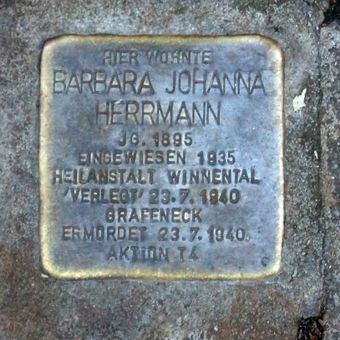 HIER WOHNTE
BARBARA JOHANNA
HERRMANN
JG. 1895
EINGEWIESEN 1935
HEILANSTALT WINNENTAL
'VERLEGT' 23.7.1940
GRAFENECK
ERMORDET 23.7.1940
AKTION T4